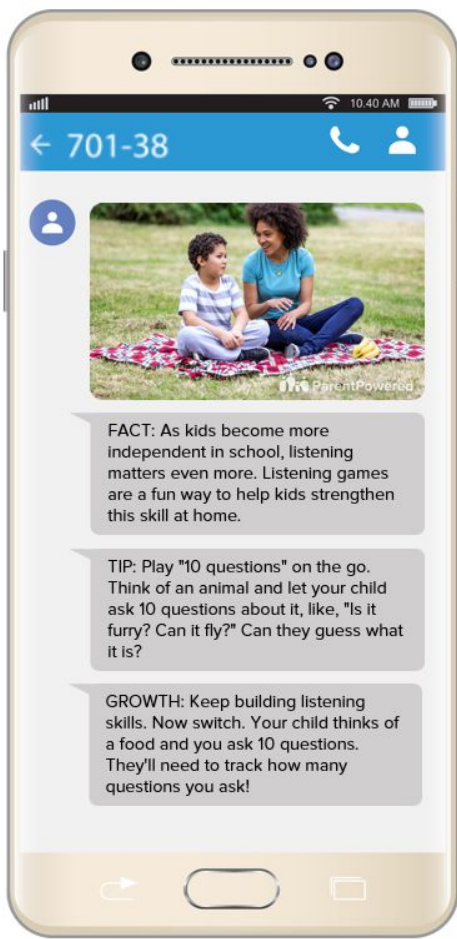 10.40 AM
701-38
ParentPowered
FACT: As kids become more
independent in school, listening
matters even more. Listening games
are a fun way to help kids strengthen
this skill at home.
TIP: Play "10 questions" on the go.
Think of an animal and let your child
ask 10 questions about it, like, "Is it
furry? Can it fly?" Can they guess what
it is?
GROWTH: Keep building listening
skills. Now switch. Your child thinks of
a food and you ask 10 questions.
They'll need to track how many
questions you ask!